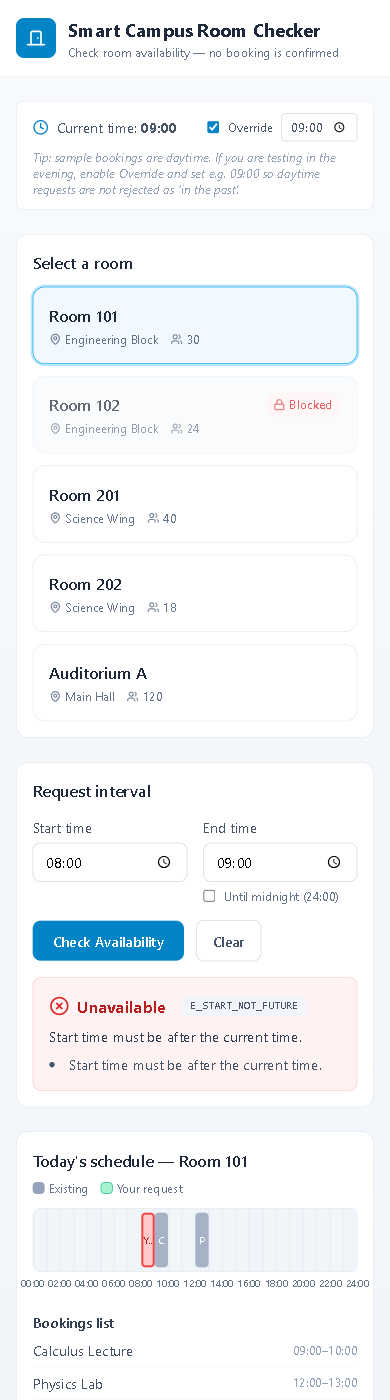 Smart Campus Room Checker
Check room availability — no booking is confirmed
Current time: 09:00
Override
09:00
Tip: sample bookings are daytime. If you are testing in the
evening, enable Override and set e.g. 09:00 so daytime
requests are not rejected as 'in the past'.
Select a room
Room 101
Engineering Block 30
Room 102
Blocked
Engineering Block 24
Room 201
Science Wing 40
Room 202
Science Wing 18
Auditorium A
Main Hall 120
Request interval
Start time End time
08:00 09:00
Until midnight (24:00)
Check Availability Clear
Unavailable E_START_NOT_FUTURE
Start time must be after the current time.
• Start time must be after the current time.
Today's schedule — Room 101
Existing Your request
Y… C P
00:00 02:00 04:00 06:00 08:00 10:00 12:00 14:00 16:00 18:00 20:00 22:00 24:00
Bookings list
Calculus Lecture 09:00–10:00
Physics Lab 12:00–13:00